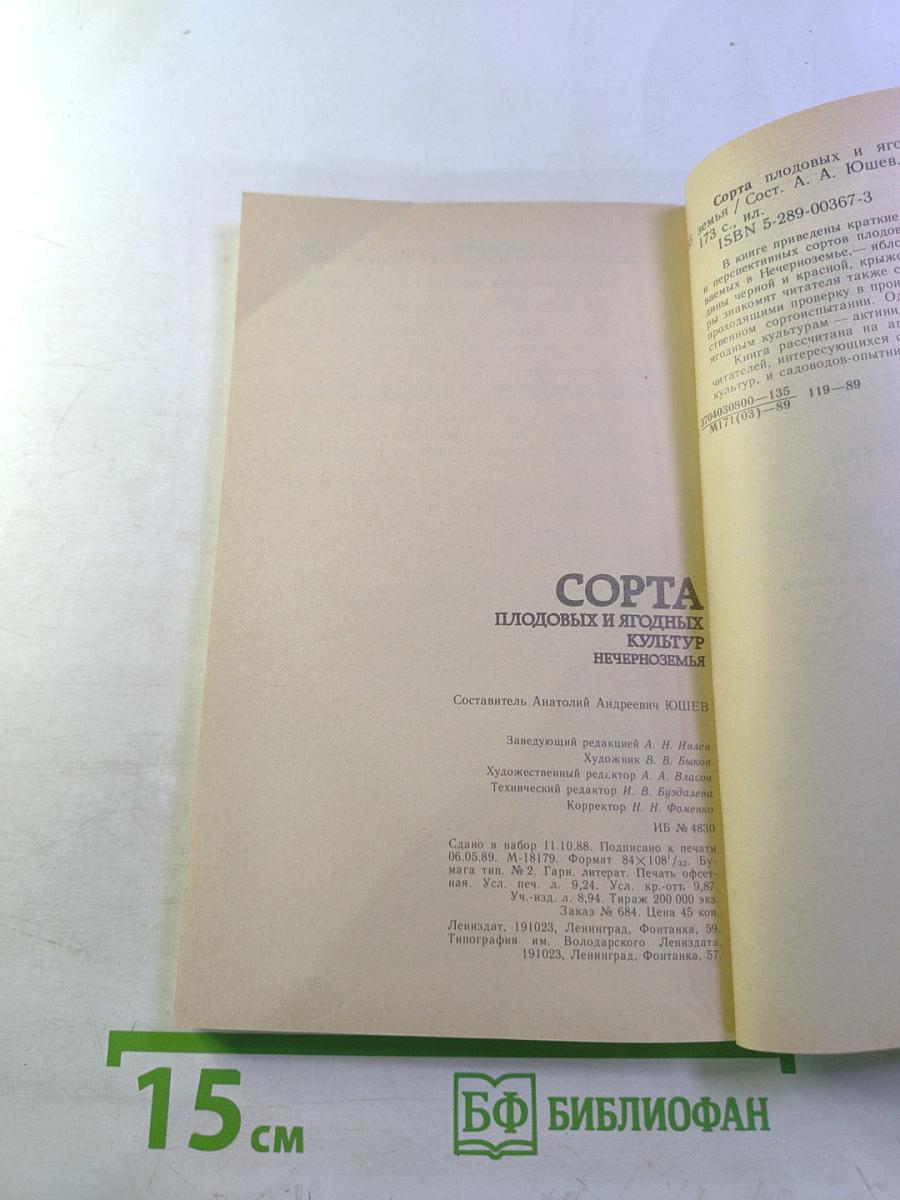 СОРТА
ПЛОДОВЫХ И ЯГОДНЫХ
КУЛЬТУР
НЕЧЕРНОЗЕМЬЯ
Составитель Анатолий Андреевич ЮШЕВ
Заведующий редакцией А. Н. Ивлев
Художник В. В. Быков
Художественный редактор А. А. Власов
Технический редактор И. В. Буздалева
Корректор Н. Н. Фоменко
ИБ № 4830
Сдано в набор 11.10.88. Подписано к печати
06.05.89. М-18179. Формат 84×108¹/₃₂. Бу-
мага тип. № 2. Гарн. литерат. Печать офсет-
ная. Усл. печ. л. 9,24. Усл. кр.-отт. 9,87.
Уч.-изд. л. 8,94. Тираж 200 000 экз.
Заказ № 684. Цена 45 коп.
Лениздат, 191023, Ленинград, Фонтанка, 59.
Типография им. Володарского Лениздата,
191023, Ленинград, Фонтанка, 57.
Сорта плодовых и яго
земья / Сост. А. А. Юшев.
173 с., ил.
ISBN 5-289-00367-3
В книге приведены краткие
и перспективных сортов плодов
ваемых в Нечерноземье,— ябло
дины черной и красной, крыжо
ры знакомят читателя также с
проходящими проверку в прои
ственном сортоиспытании. Од
ягодным культурам — актини
Книга рассчитана на
читателей, интересующихся с
культур, и садоводов-опытни
3704030800—135
М171(03)—89
119—89
15 см
БФ БИБЛИОФАН